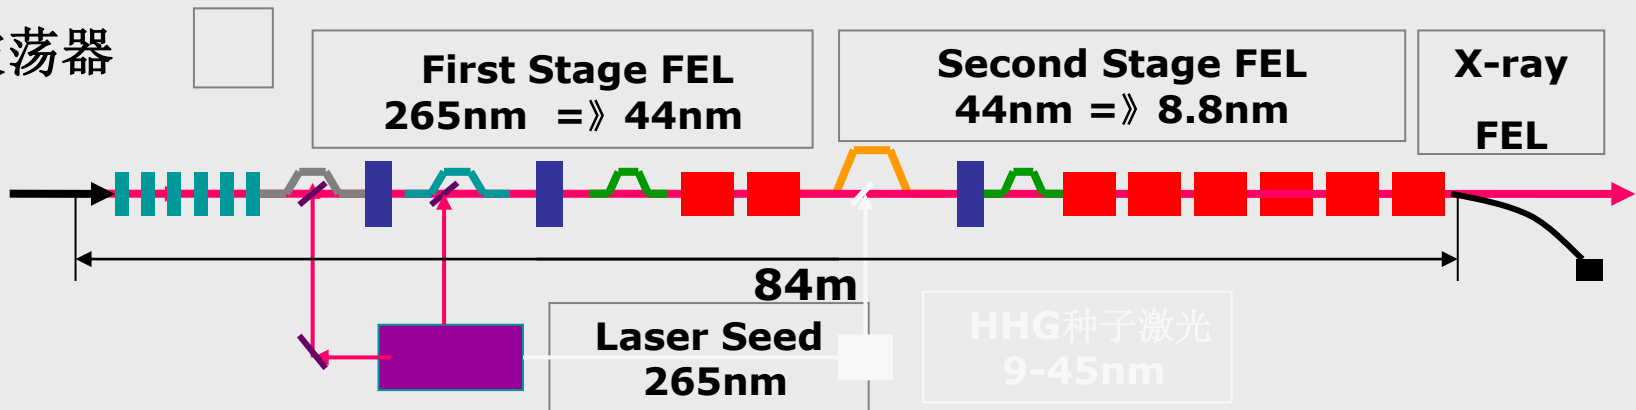 荡器
First Stage FEL
265nm =》44nm
Second Stage FEL
44nm =》8.8nm
X-ray
FEL
84m
Laser Seed
265nm
HHG种子激光
9-45nm